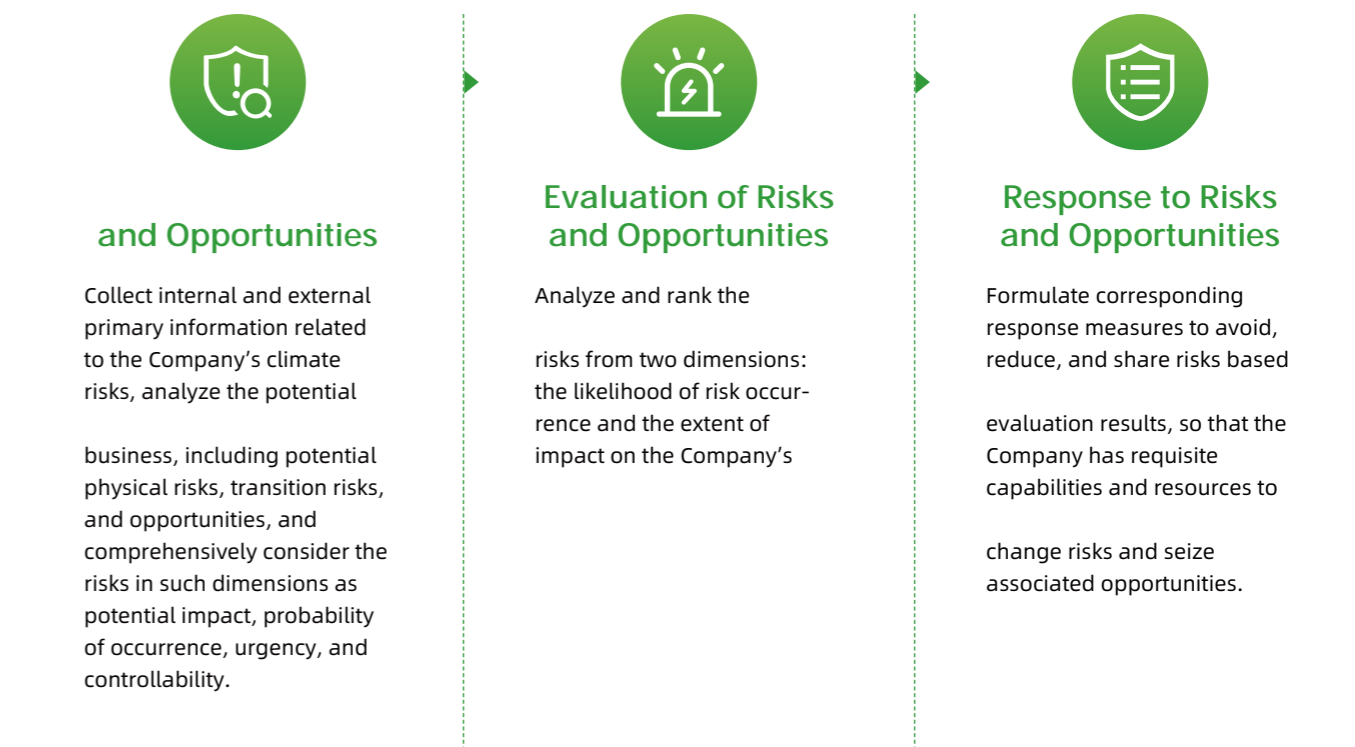 and Opportunities
Collect internal and external
primary information related
to the Company's climate
risks, analyze the potential
business, including potential
physical risks, transition risks,
and opportunities, and
comprehensively consider the
risks in such dimensions as
potential impact, probability
of occurrence, urgency, and
controllability.
Evaluation of Risks
and Opportunities
Analyze and rank the
risks from two dimensions:
the likelihood of risk occur-
rence and the extent of
impact on the Company's
Response to Risks
and Opportunities
Formulate corresponding
response measures to avoid,
reduce, and share risks based
evaluation results, so that the
Company has requisite
capabilities and resources to
change risks and seize
associated opportunities.